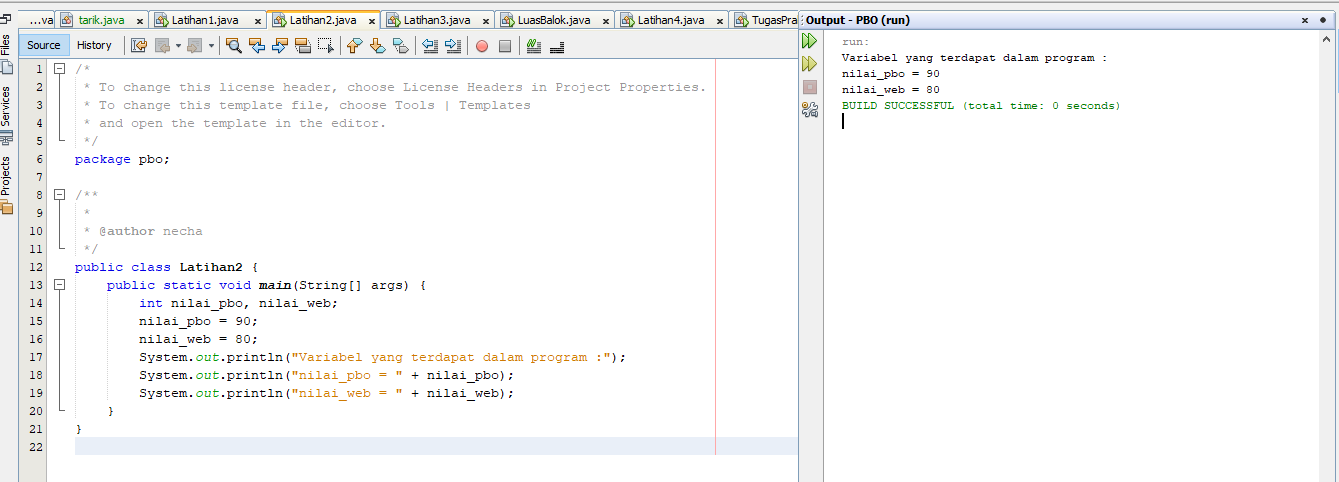 ...va
tarik.java
Latihan1.java
Latihan2.java
Latihan3.java
LuasBalok.java
Latihan4.java
TugasPra
Output - PBO (run)
Files
Services
Projects
Source History
1 /*
2 * To change this license header, choose License Headers in Project Properties.
3 * To change this template file, choose Tools | Templates
4 * and open the template in the editor.
5 */
6 package pbo;
7
8 /**
9 *
10 * @author necha
11 */
12 public class Latihan2 {
13 public static void main(String[] args) {
14 int nilai_pbo, nilai_web;
15 nilai_pbo = 90;
16 nilai_web = 80;
17 System.out.println("Variabel yang terdapat dalam program :");
18 System.out.println("nilai_pbo = " + nilai_pbo);
19 System.out.println("nilai_web = " + nilai_web);
20 }
21 }
22
run:
Variabel yang terdapat dalam program :
nilai_pbo = 90
nilai_web = 80
BUILD SUCCESSFUL (total time: 0 seconds)